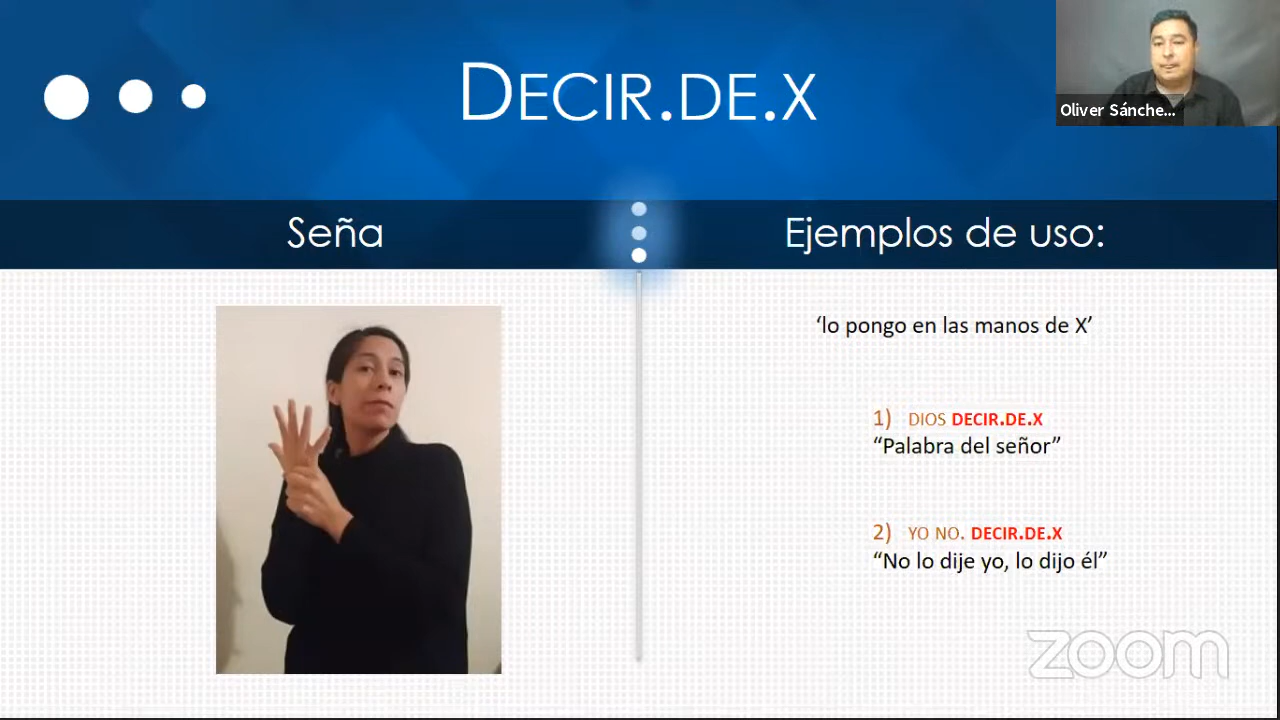 DECIR.DE.X
Oliver Sánche...
Seña
Ejemplos de uso:
‘lo pongo en las manos de X’
1) DIOS DECIR.DE.X
“Palabra del señor”
2) YO NO. DECIR.DE.X
“No lo dije yo, lo dijo él”
zoom